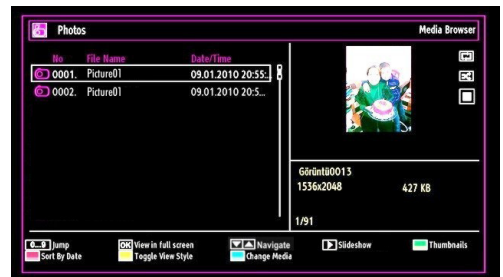 Photos
Media Browser
No File Name Date/Time
0001. Picture01 09.01.2010 20:55:..
0002. Picture01 09.01.2010 20:5...
Görüntü0013
1536x2048 427 KB
1/91
0...9 Jump OK View in full screen Navigate Slideshow Thumbnails
Sort By Date Toggle View Style Change Media